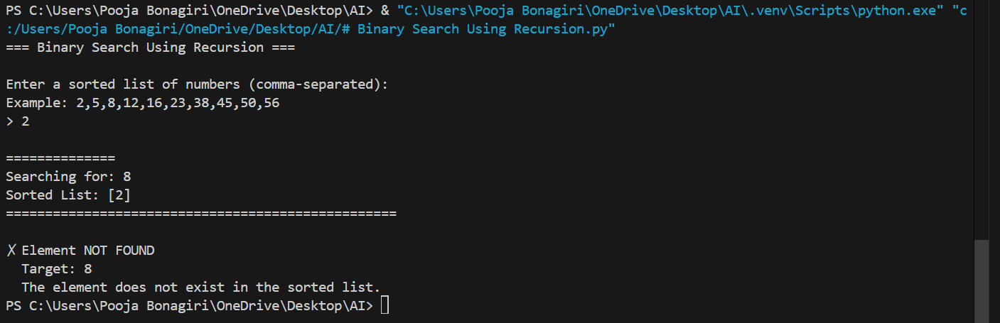 PS C:\Users\Pooja Bonagiri\OneDrive\Desktop\AI> & "C:\Users\Pooja Bonagiri\OneDrive\Desktop\AI\.venv\Scripts\python.exe" "c
:/Users/Pooja Bonagiri/OneDrive/Desktop/AI/# Binary Search Using Recursion.py"
=== Binary Search Using Recursion ===

Enter a sorted list of numbers (comma-separated):
Example: 2,5,8,12,16,23,38,45,50,56
> 2

==============
Searching for: 8
Sorted List: [2]
==================================================

✗ Element NOT FOUND
  Target: 8
  The element does not exist in the sorted list.
PS C:\Users\Pooja Bonagiri\OneDrive\Desktop\AI>